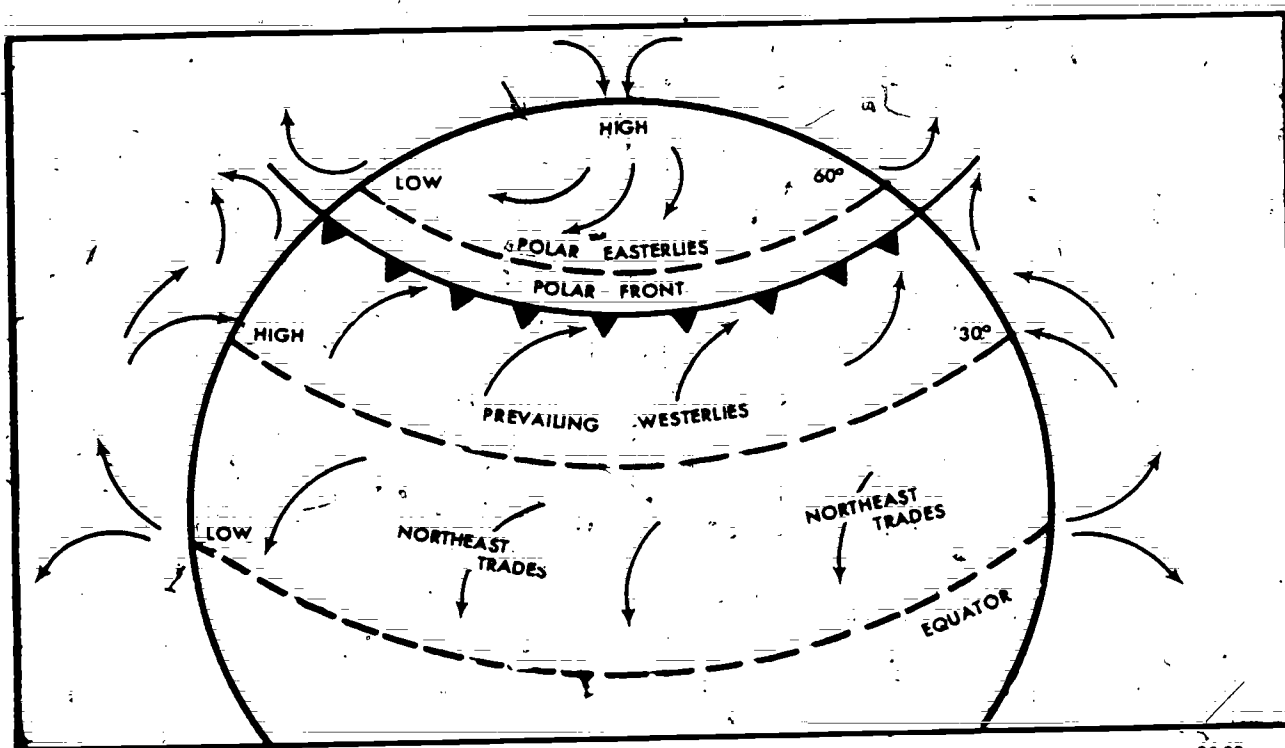 HIGH
LOW
60°
POLAR EASTERLIES
POLAR FRONT
HIGH
30°
PREVAILING WESTERLIES
NORTHEAST
TRADES
NORTHEAST
TRADES
LOW
EQUATOR